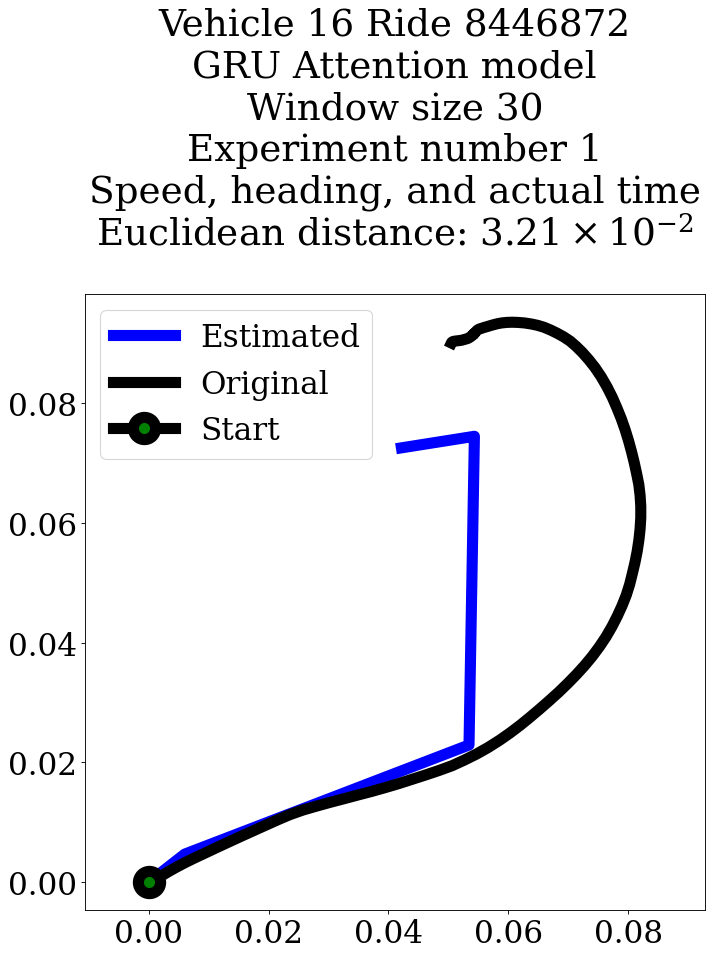 Vehicle 16 Ride 8446872
GRU Attention model
Window size 30
Experiment number 1
Speed, heading, and actual time
Euclidean distance: 3.21 × 10⁻²
Estimated
Original
Start
0.08
0.06
0.04
0.02
0.00
0.00 0.02 0.04 0.06 0.08